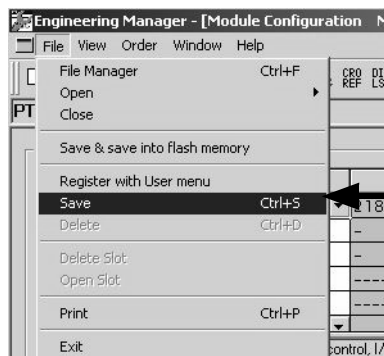 Engineering Manager - [Module Configuration
File View Order Window Help
File Manager Ctrl+F
CRO
REF
Open
PT
Close
Save & save into flash memory
Register with User menu
Save Ctrl+S
218
Delete Ctrl+D
-
Delete Slot
-
Open Slot
----
Print Ctrl+P
----
Exit
control, I/